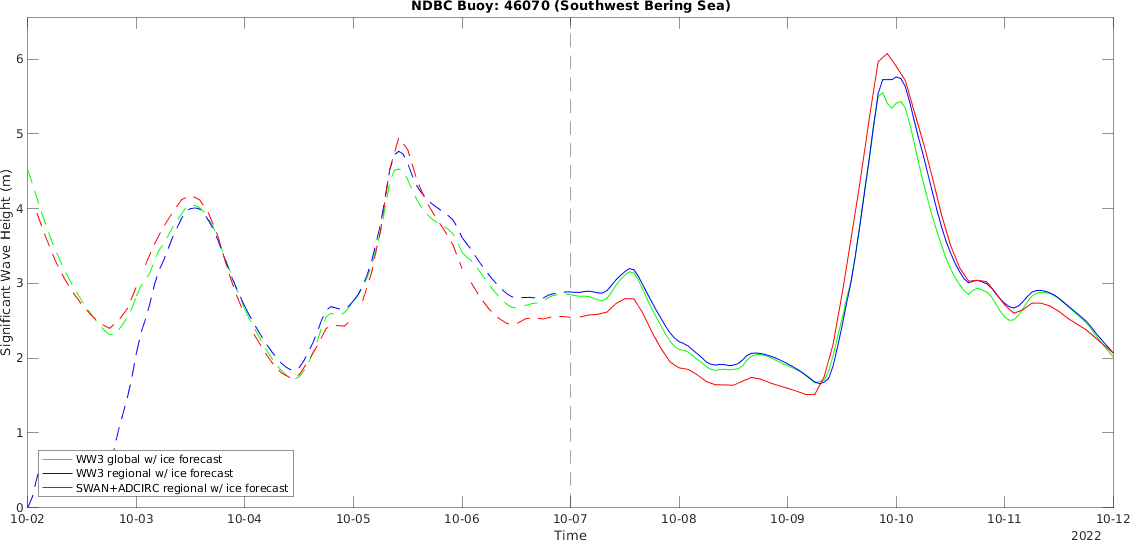 NDBC Buoy: 46070 (Southwest Bering Sea)
Significant Wave Height (m)
6
5
4
3
2
1
0
WW3 global w/ ice forecast
WW3 regional w/ ice forecast
SWAN+ADCIRC regional w/ ice forecast
10-02 10-03 10-04 10-05 10-06 10-07 10-08 10-09 10-10 10-11 10-12
Time
2022